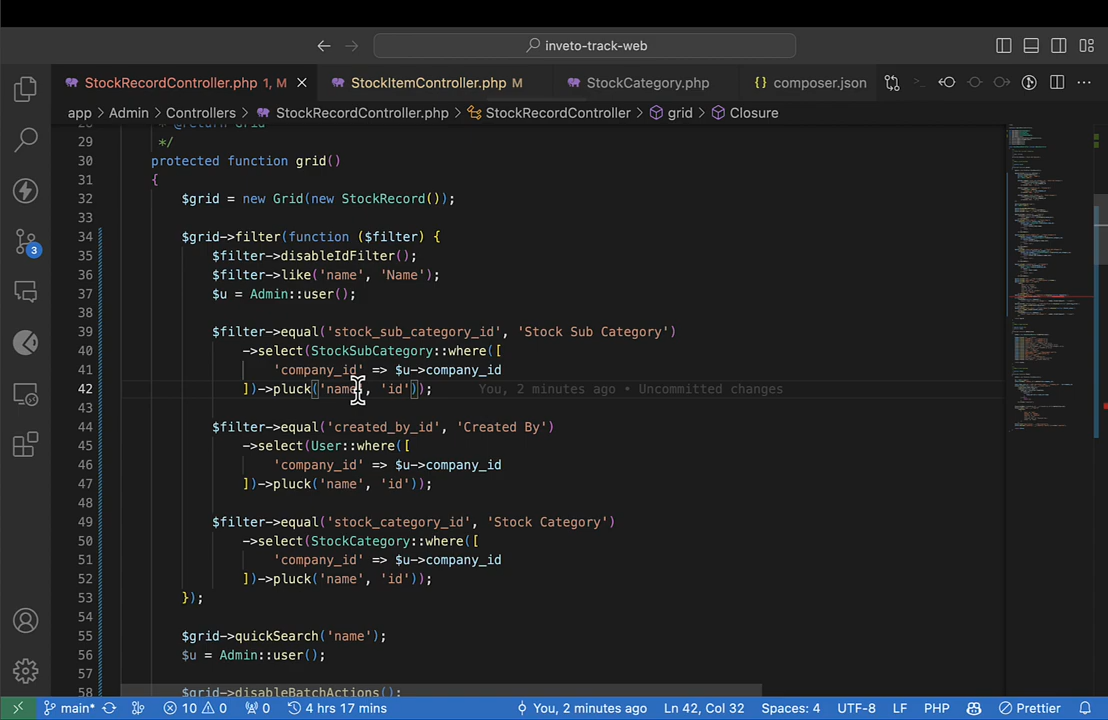 inveto-track-web
StockRecordController.php 1, M
StockItemController.php M
StockCategory.php
{} composer.json
app > Admin > Controllers > StockRecordController.php > StockRecordController > grid > Closure
28 * @return Grid
29 */
30 protected function grid()
31 {
32 $grid = new Grid(new StockRecord());
33
34 $grid->filter(function ($filter) {
35 $filter->disableIdFilter();
36 $filter->like('name', 'Name');
37 $u = Admin::user();
38
39 $filter->equal('stock_sub_category_id', 'Stock Sub Category')
40 ->select(StockSubCategory::where([
41 'company_id' => $u->company_id
42 ])->pluck('name', 'id')); You, 2 minutes ago • Uncommitted changes
43
44 $filter->equal('created_by_id', 'Created By')
45 ->select(User::where([
46 'company_id' => $u->company_id
47 ])->pluck('name', 'id'));
48
49 $filter->equal('stock_category_id', 'Stock Category')
50 ->select(StockCategory::where([
51 'company_id' => $u->company_id
52 ])->pluck('name', 'id'));
53 });
54
55 $grid->quickSearch('name');
56 $u = Admin::user();
57
58 $grid->disableBatchActions();
3
main* 10 0 0 4 hrs 17 mins You, 2 minutes ago Ln 42, Col 32 Spaces: 4 UTF-8 LF PHP Prettier